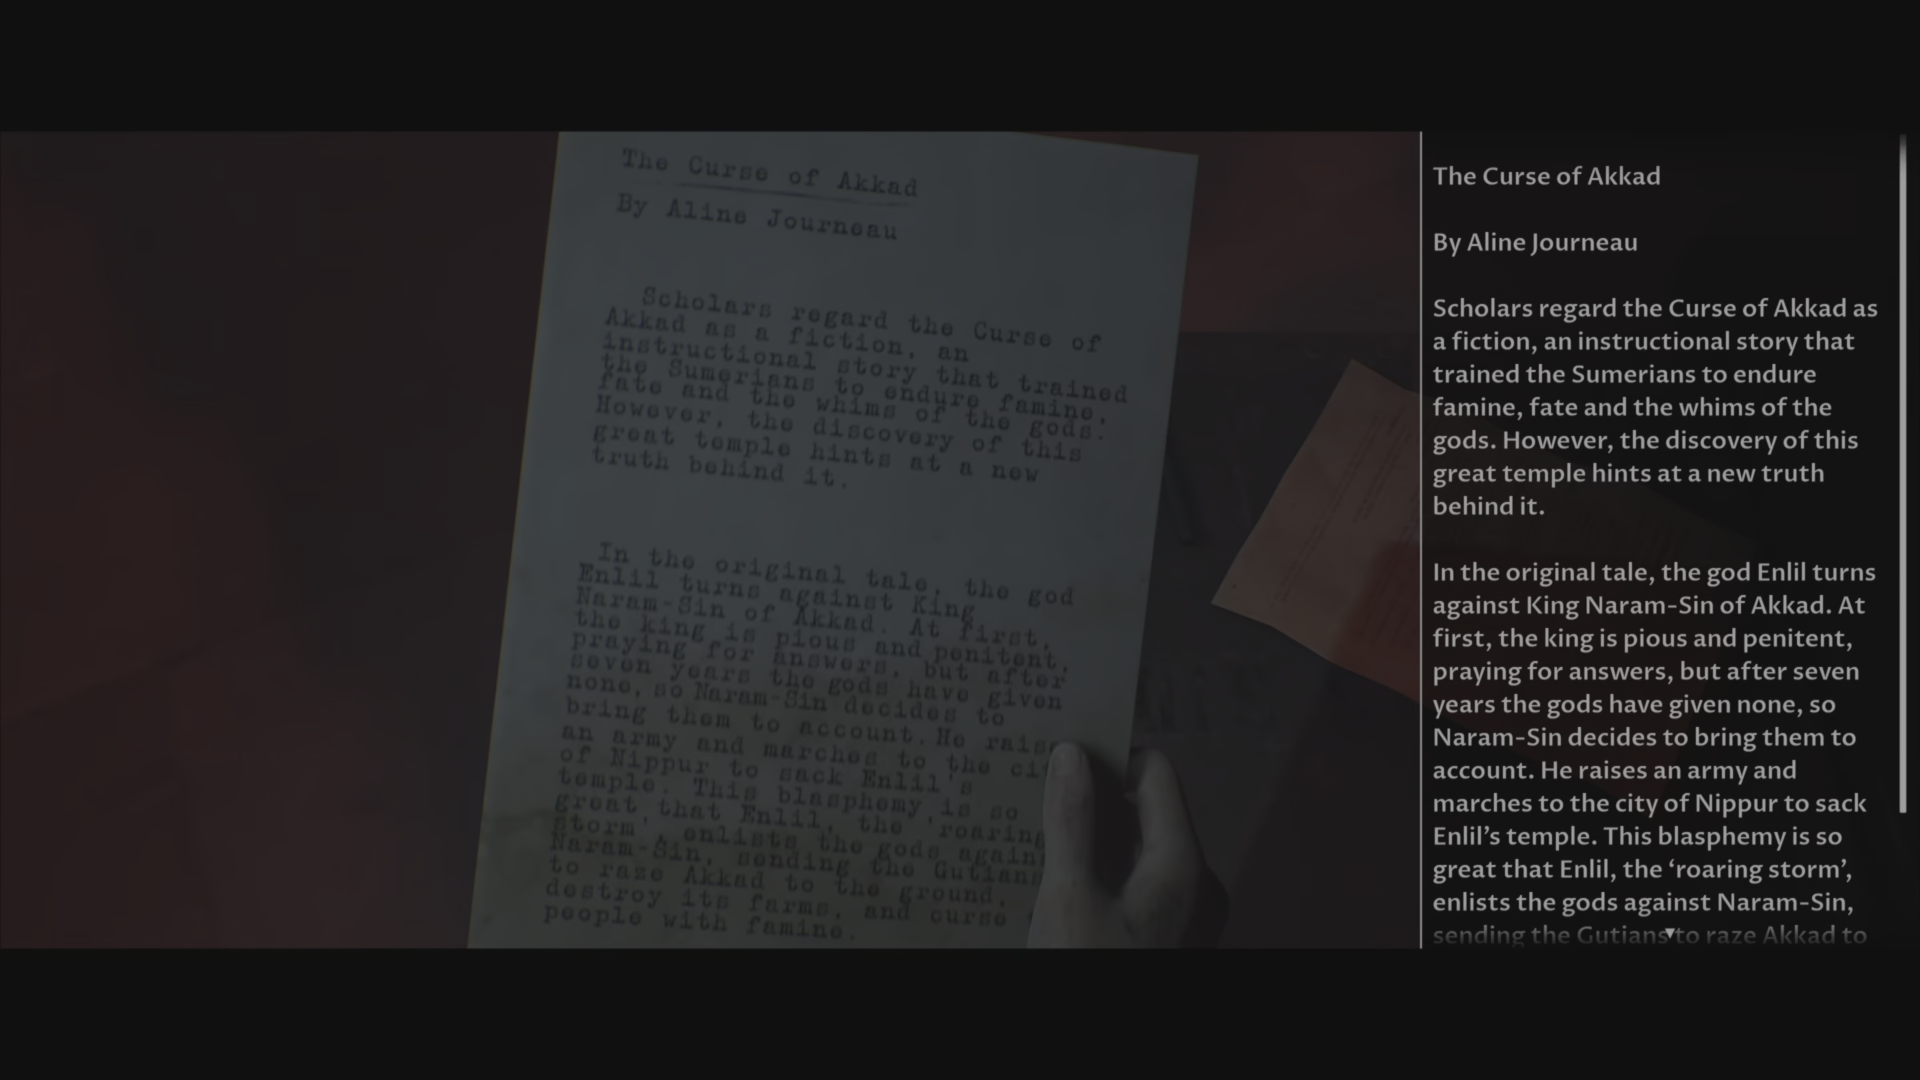 The Curse of Akkad
By Aline Journeau
Scholars regard the Curse of
Akkad as a fiction, an
instructional story that trained
the Sumerians to endure famine,
fate and the whims of the gods.
However, the discovery of this
great temple hints at a new
truth behind it.
In the original tale, the god
Enlil turns against King
Naram-Sin of Akkad. At first,
the king is pious and penitent,
praying for answers, but after
seven years the gods have given
none, so Naram-Sin decides to
bring them to account. He raise
an army and marches to the ci
of Nippur to sack Enlil's
temple. This blasphemy is so
great that Enlil, the 'roaring
storm', enlists the gods again
Naram-Sin, sending the Gutians
to raze Akkad to the ground,
destroy its farms, and curse
people with famine.
The Curse of Akkad
By Aline Journeau
Scholars regard the Curse of Akkad as
a fiction, an instructional story that
trained the Sumerians to endure
famine, fate and the whims of the
gods. However, the discovery of this
great temple hints at a new truth
behind it.
In the original tale, the god Enlil turns
against King Naram-Sin of Akkad. At
first, the king is pious and penitent,
praying for answers, but after seven
years the gods have given none, so
Naram-Sin decides to bring them to
account. He raises an army and
marches to the city of Nippur to sack
Enlil’s temple. This blasphemy is so
great that Enlil, the ‘roaring storm’,
enlists the gods against Naram-Sin,
sending the Gutians to raze Akkad to